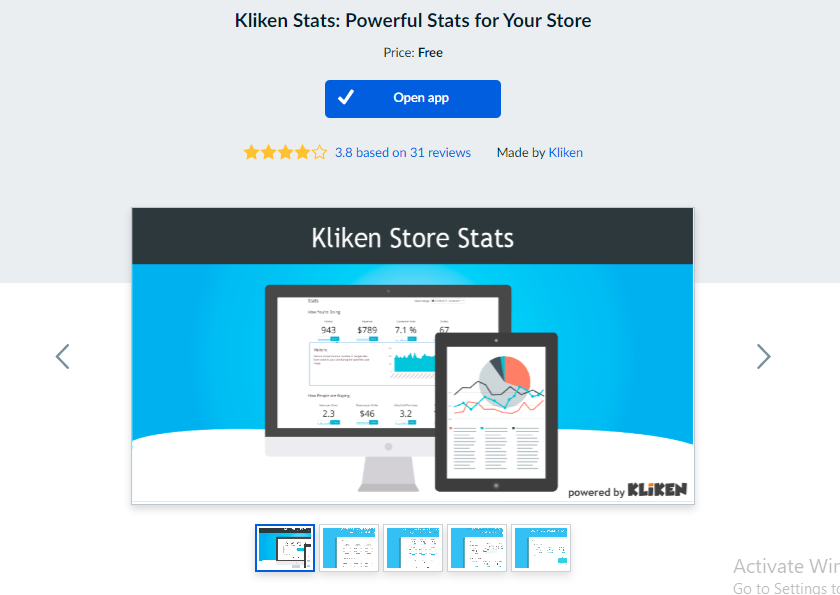 Kliken Stats: Powerful Stats for Your Store
Price: Free
Open app
3.8 based on 31 reviews Made by Kliken
Kliken Store Stats
Stats
How You're Doing
943 $789 7.1 % 67
Visitors
How People are Buying
2.3 $46 3.2
powered by KLiKEN
Activate Win
Go to Settings to